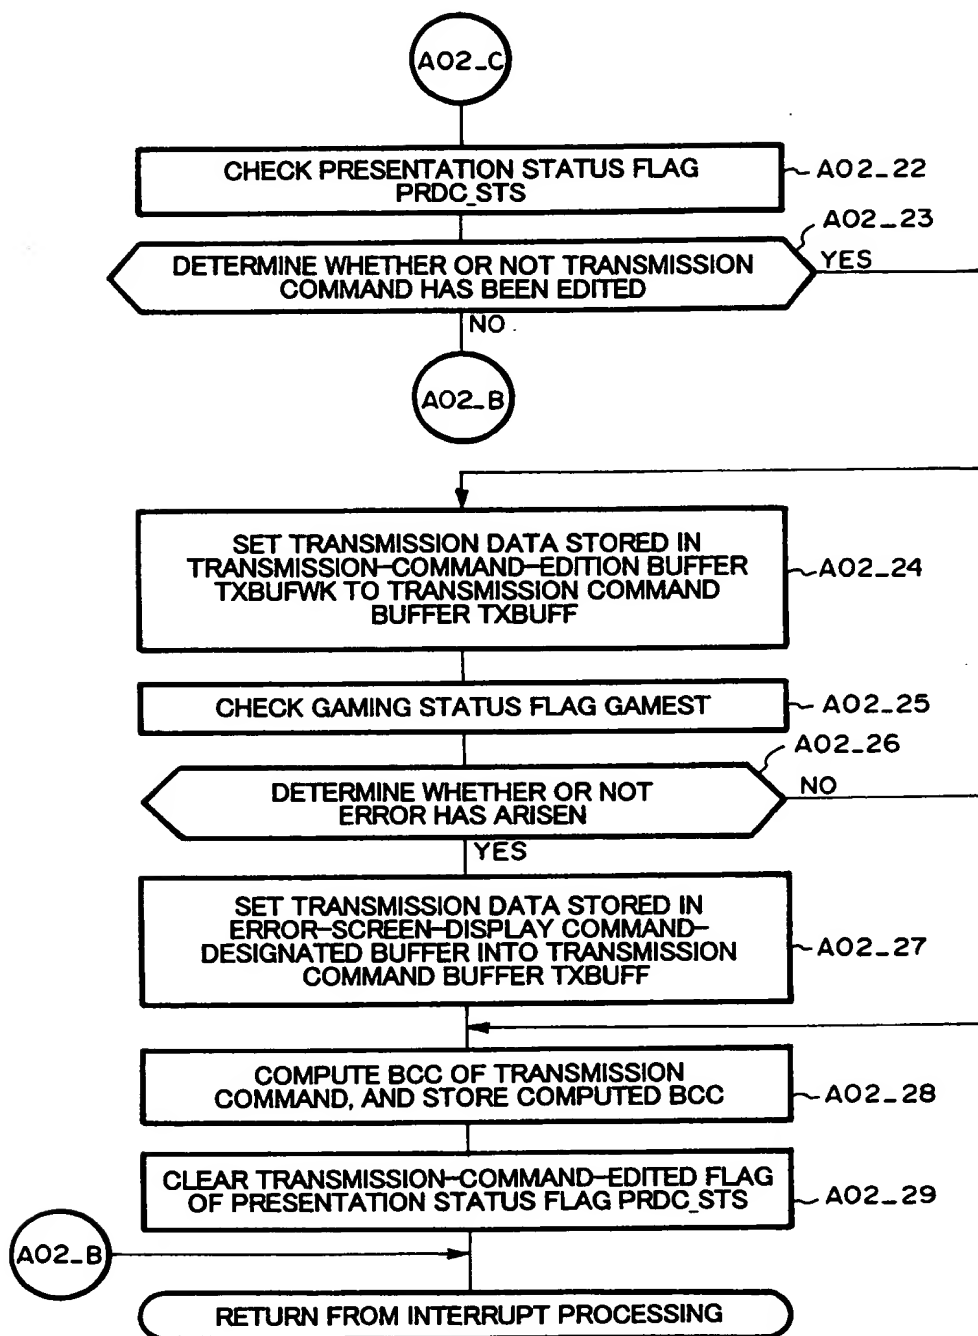 A02_C
CHECK PRESENTATION STATUS FLAG
PRDC_STS
A02_22
A02_23
DETERMINE WHETHER OR NOT TRANSMISSION
COMMAND HAS BEEN EDITED
YES
NO
A02_B
SET TRANSMISSION DATA STORED IN
TRANSMISSION-COMMAND-EDITION BUFFER
TXBUFWK TO TRANSMISSION COMMAND
BUFFER TXBUFF
A02_24
CHECK GAMING STATUS FLAG GAMEST
A02_25
A02_26
DETERMINE WHETHER OR NOT
ERROR HAS ARISEN
NO
YES
SET TRANSMISSION DATA STORED IN
ERROR-SCREEN-DISPLAY COMMAND-
DESIGNATED BUFFER INTO TRANSMISSION
COMMAND BUFFER TXBUFF
A02_27
COMPUTE BCC OF TRANSMISSION
COMMAND, AND STORE COMPUTED BCC
A02_28
CLEAR TRANSMISSION-COMMAND-EDITED FLAG
OF PRESENTATION STATUS FLAG PRDC_STS
A02_29
A02_B
RETURN FROM INTERRUPT PROCESSING